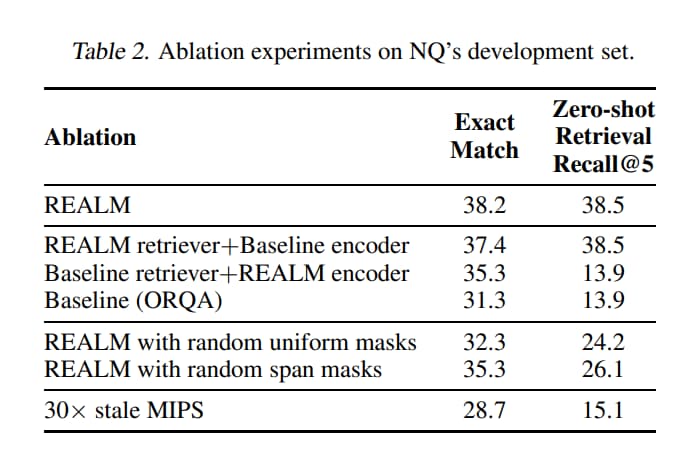 Table 2. Ablation experiments on NQ's development set.
Ablation Exact Match Zero-shot Retrieval Recall@5
REALM 38.2 38.5
REALM retriever+Baseline encoder 37.4 38.5
Baseline retriever+REALM encoder 35.3 13.9
Baseline (ORQA) 31.3 13.9
REALM with random uniform masks 32.3 24.2
REALM with random span masks 35.3 26.1
30× stale MIPS 28.7 15.1